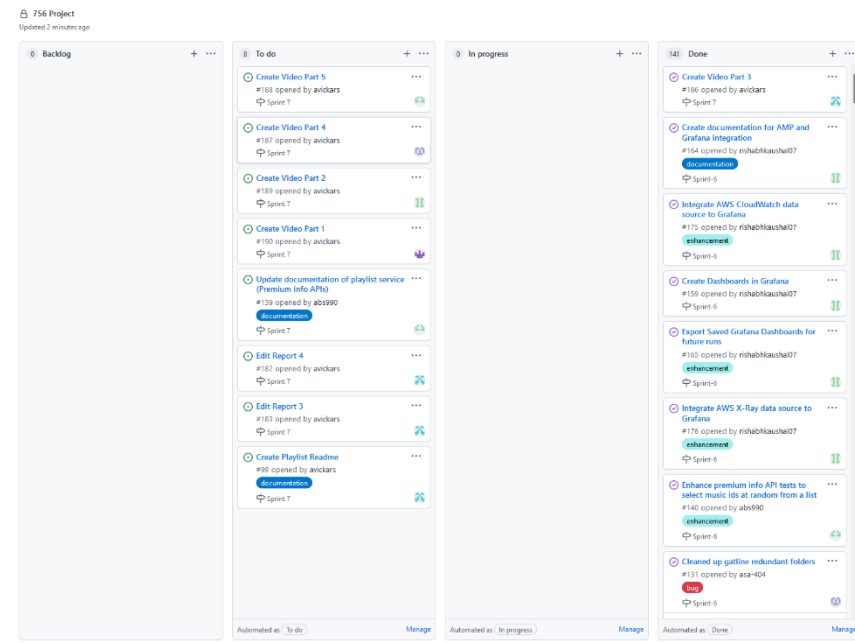 756 Project
Updated 2 minutes ago
0 Backlog
8 To do
Create Video Part 5
#188 opened by avickars
Sprint 7
Create Video Part 4
#187 opened by avickars
Sprint 7
Create Video Part 2
#189 opened by avickars
Sprint 7
Create Video Part 1
#190 opened by avickars
Sprint 7
Update documentation of playlist service
(Premium info APIs)
#139 opened by abs990
documentation
Sprint 7
Edit Report 4
#182 opened by avickars
Sprint 7
Edit Report 3
#183 opened by avickars
Sprint 7
Create Playlist Readme
#99 opened by avickars
documentation
Sprint 7
Automated as To do
Manage
0 In progress
Automated as In progress
Manage
141 Done
Create Video Part 3
#186 opened by avickars
Sprint 7
Create documentation for AMP and
Grafana integration
#164 opened by rishabhkaushal07
documentation
Sprint-6
Integrate AWS CloudWatch data
source to Grafana
#175 opened by rishabhkaushal07
enhancement
Sprint-6
Create Dashboards in Grafana
#159 opened by rishabhkaushal07
Sprint-6
Export Saved Grafana Dashboards for
future runs
#165 opened by rishabhkaushal07
enhancement
Sprint-6
Integrate AWS X-Ray data source to
Grafana
#176 opened by rishabhkaushal07
enhancement
Sprint-6
Enhance premium info API tests to
select music ids at random from a list
#140 opened by abs990
enhancement
Sprint-6
Cleaned up gatline redundant folders
#131 opened by asa-404
bug
Sprint-6
Automated as Done
Manage